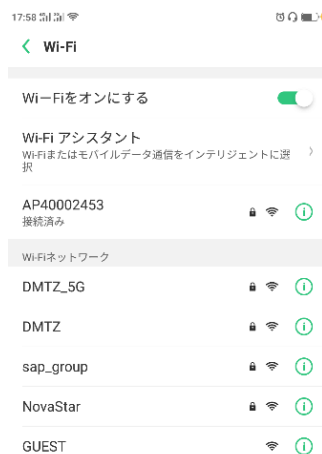 17:58
Wi-Fi
Wi-Fiをオンにする
Wi-Fi アシスタント
Wi-Fiまたはモバイルデータ通信をインテリジェントに選
択
AP40002453
接続済み
Wi-Fiネットワーク
DMTZ_5G
DMTZ
sap_group
NovaStar
GUEST